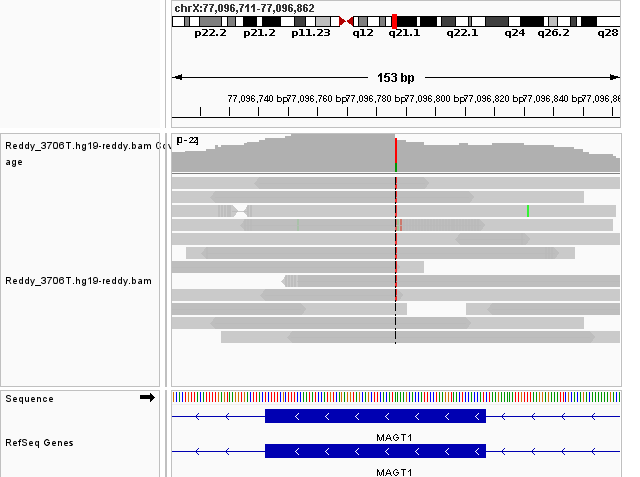 chrX:77,096,711-77,096,862
p22.2 p21.2 p11.23 q12 q21.1 q22.1 q24 q26.2 q28
153 bp
77,096,740 bp 77,096,760 bp 77,096,780 bp 77,096,800 bp 77,096,820 bp 77,096,840 bp 77,096,86
[0-22]
Reddy_3706T.hg19-reddy.bam Cov
age
Reddy_3706T.hg19-reddy.bam
Sequence
MAGT1
RefSeq Genes
MAGT1